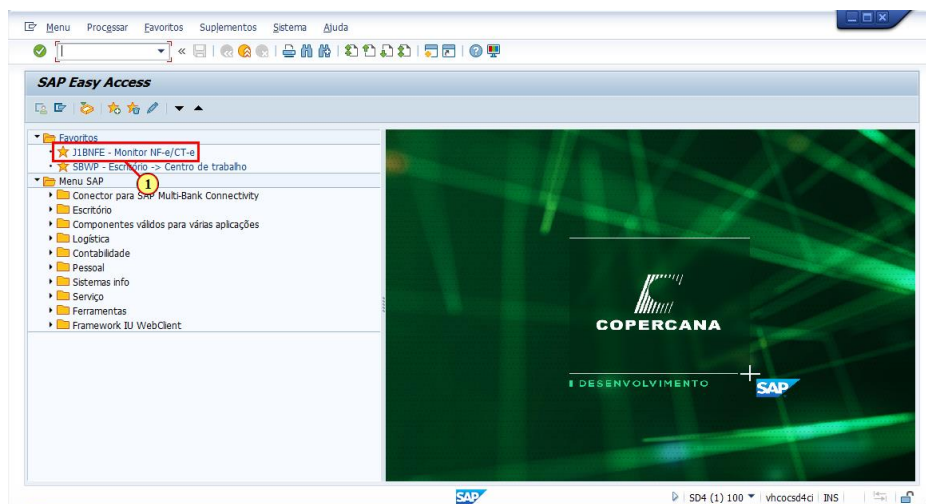 Menu Processar Favoritos Suplementos Sistema Ajuda
SAP Easy Access
Favoritos
J1BNFE - Monitor NF-e/CT-e
SBWP - Escritório -> Centro de trabalho
1
Menu SAP
Conector para SAP Multi-Bank Connectivity
Escritório
Componentes válidos para várias aplicações
Logística
Contabilidade
Pessoal
Sistemas info
Serviço
Ferramentas
Framework IU WebClient
COPERCANA
DESENVOLVIMENTO
SAP
SAP
SD4 (1) 100 vhcocsd4ci INS